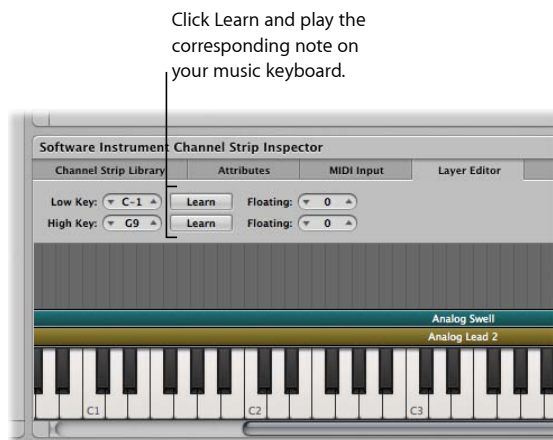 Click Learn and play the
corresponding note on
your music keyboard.
Software Instrument Channel Strip Inspector
Channel Strip Library Attributes MIDI Input Layer Editor
Low Key: C-1 Learn Floating: 0
High Key: G9 Learn Floating: 0
Analog Swell
Analog Lead 2
C1 C2 C3